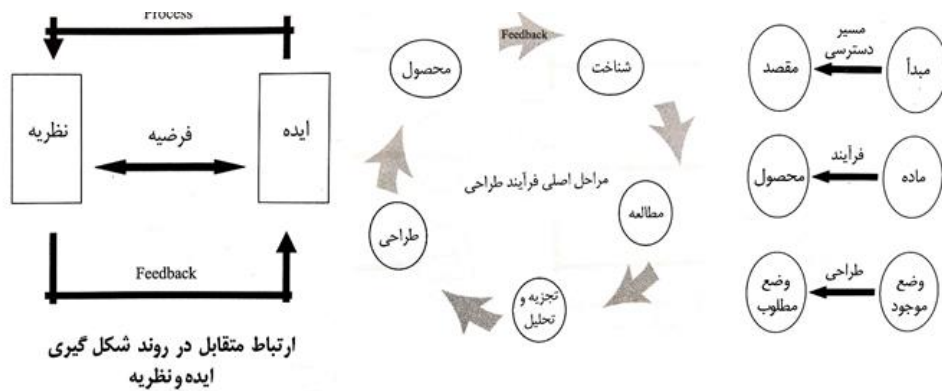 Process
نظریه
فرضیه
ایده
Feedback
ارتباط متقابل در روند شکل گیری
ایده و نظریه
Feedback
شناخت
مطالعه
تجزیه و
تحلیل
طراحی
محصول
مراحل اصلی فرآیند طراحی
مبدأ
مسیر
دسترسی
مقصد
ماده
فرآیند
محصول
وضع
موجود
طراحی
وضع
مطلوب